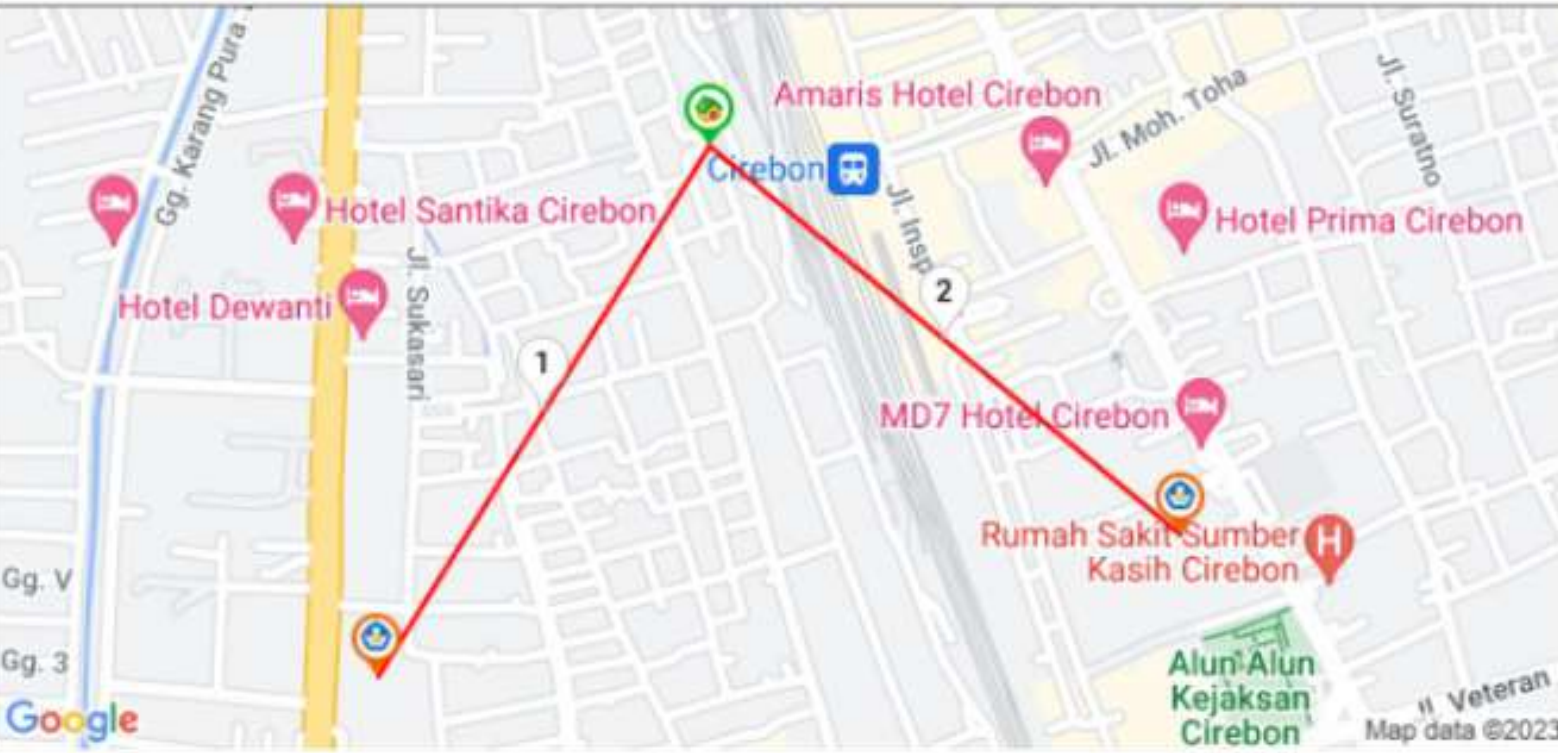 Gg. Karang Pura
Amaris Hotel Cirebon
Jl. Moh. Toha
Jl. Suratno
Cirebon
Hotel Santika Cirebon
Jl. Insp
Hotel Prima Cirebon
Hotel Dewanti
Jl. Sukasari
2
1
MD7 Hotel Cirebon
Rumah Sakit Sumber
Kasih Cirebon
H
Gg. V
Gg. 3
Alun-Alun
Kejaksan
Cirebon
Veteran
Google
Map data ©2023